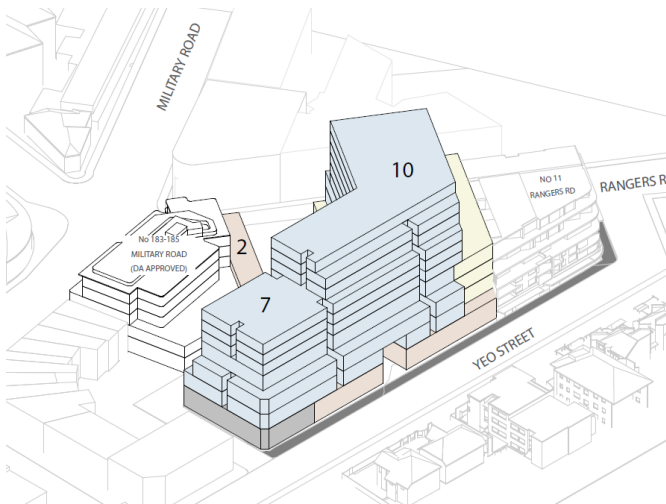 MILITARY ROAD
10
NO 11
RANGERS RD
RANGERS R
No 183-185
MILITARY ROAD
(DA APPROVED)
2
7
YEO STREET